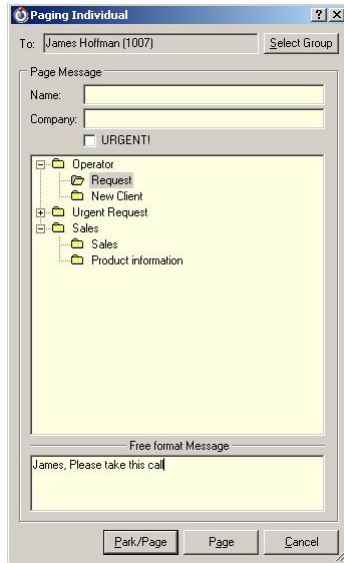 Paging Individual
To: James Hoffman (1007) Select Group
Page Message
Name:
Company:
URGENT!
Operator
Request
New Client
Urgent Request
Sales
Sales
Product information
Free format Message
James, Please take this call
Park/Page Page Cancel